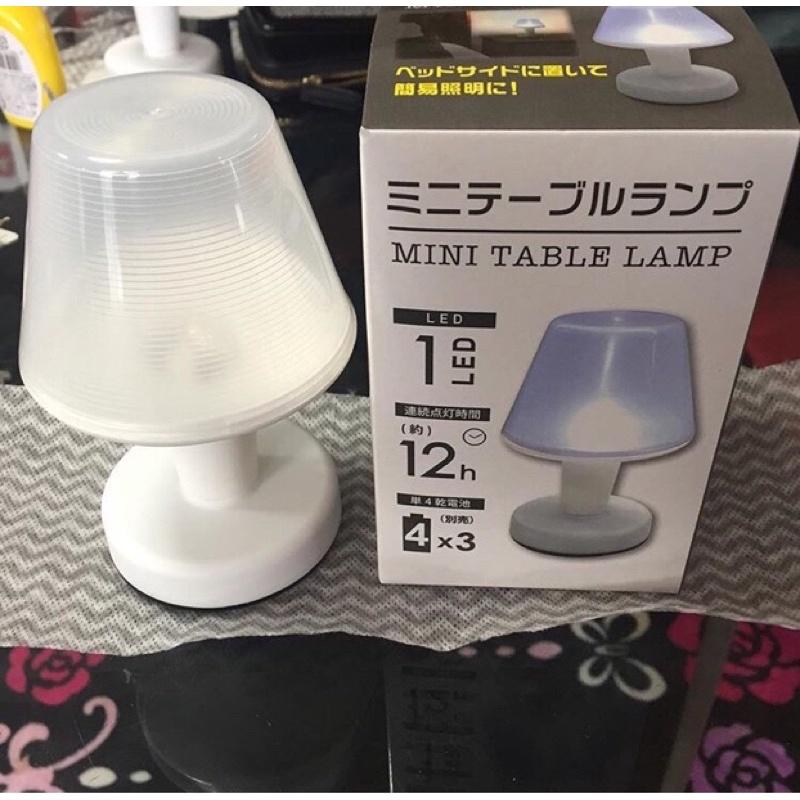 ベッドサイドに置いて
簡易照明に!
ミニテーブルランプ
MINI TABLE LAMP
LED
1 LED
連続点灯時間
(約)
12h
単4乾電池
(別売)
4 x3